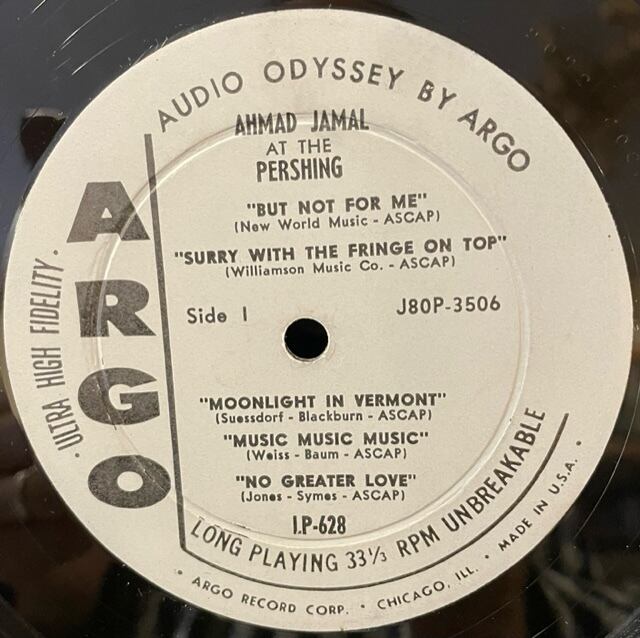 AUDIO ODYSSEY BY ARGO
AHMAD JAMAL
AT THE
PERSHING
"BUT NOT FOR ME"
(New World Music - ASCAP)
"SURRY WITH THE FRINGE ON TOP"
(Williamson Music Co. - ASCAP)
ARGO
· ULTRA HIGH FIDELITY ·
Side 1
J80P-3506
"MOONLIGHT IN VERMONT"
(Suessdorf - Blackburn - ASCAP)
"MUSIC MUSIC MUSIC"
(Weiss - Baum - ASCAP)
"NO GREATER LOVE"
(Jones - Symes - ASCAP)
LP-628
LONG PLAYING 33⅓ RPM UNBREAKABLE
· ARGO RECORD CORP. · CHICAGO, ILL. · MADE IN U.S.A. ·